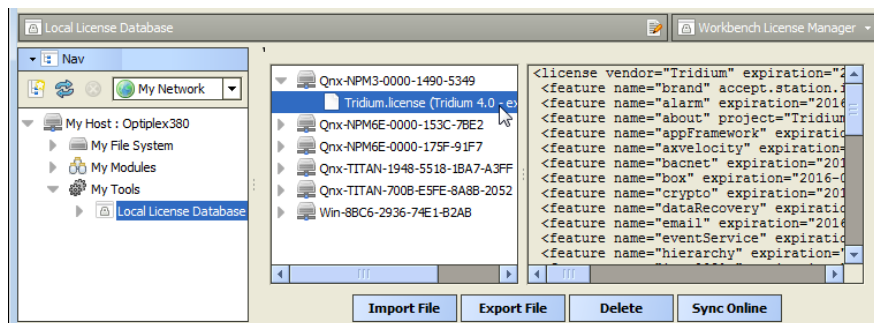 Local License Database
Workbench License Manager
Nav
My Network
My Host : Optiplex380
My File System
My Modules
My Tools
Local License Database
Qnx-NPM3-0000-1490-5349
Tridium.license (Tridium 4.0 - ex
Qnx-NPM6E-0000-153C-7BE2
Qnx-NPM6E-0000-175F-91F7
Qnx-TITAN-1948-5518-1BA7-A3FF
Qnx-TITAN-700B-E5FE-8A8B-2052
Win-8BC6-2936-74E1-B2AB
<license vendor="Tridium" expiration="2
<feature name="brand" accept.station.i
<feature name="alarm" expiration="2016
<feature name="about" project="Tridium
<feature name="appFramework" expiratio
<feature name="axvelocity" expiration=
<feature name="bacnet" expiration="201
<feature name="box" expiration="2016-0
<feature name="crypto" expiration="201
<feature name="dataRecovery" expiratio
<feature name="email" expiration="2016
<feature name="eventService" expiratio
<feature name="hierarchy" expiration="
Import File
Export File
Delete
Sync Online